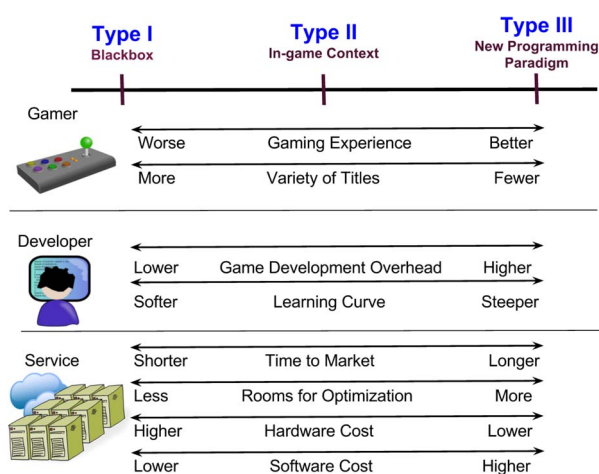 Type I Type II Type III
Blackbox In-game Context New Programming
Paradigm
Gamer
Worse Gaming Experience Better
More Variety of Titles Fewer
Developer
Lower Game Development Overhead Higher
Softer Learning Curve Steeper
Service
Shorter Time to Market Longer
Less Rooms for Optimization More
Higher Hardware Cost Lower
Lower Software Cost Higher